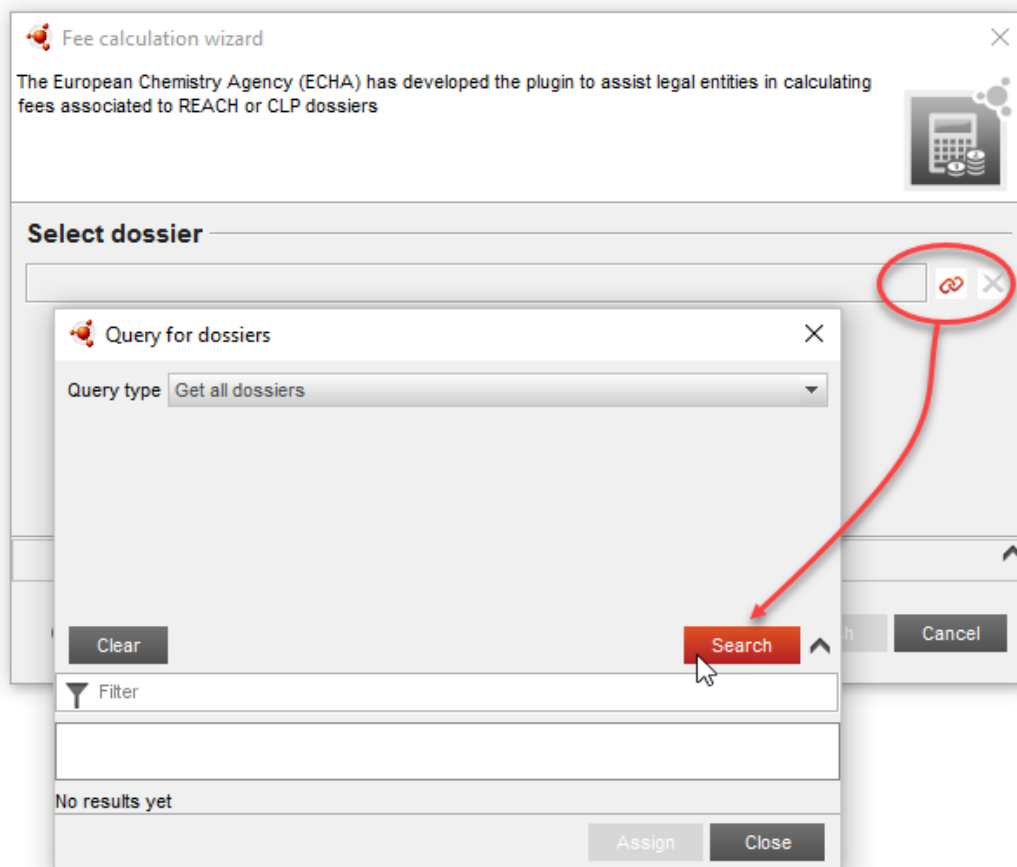 Fee calculation wizard
The European Chemistry Agency (ECHA) has developed the plugin to assist legal entities in calculating
fees associated to REACH or CLP dossiers
Select dossier
Query for dossiers
Query type Get all dossiers
Clear Search
Cancel
Filter
No results yet
Assign Close